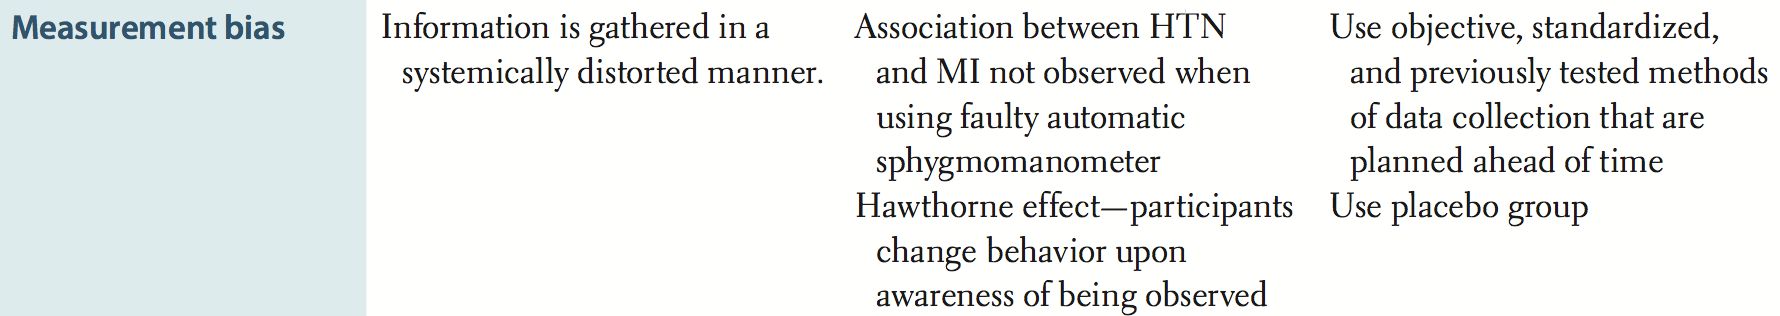 Measurement bias
Information is gathered in a
systemically distorted manner.
Association between HTN
and MI not observed when
using faulty automatic
sphygmomanometer
Hawthorne effect—participants
change behavior upon
awareness of being observed
Use objective, standardized,
and previously tested methods
of data collection that are
planned ahead of time
Use placebo group